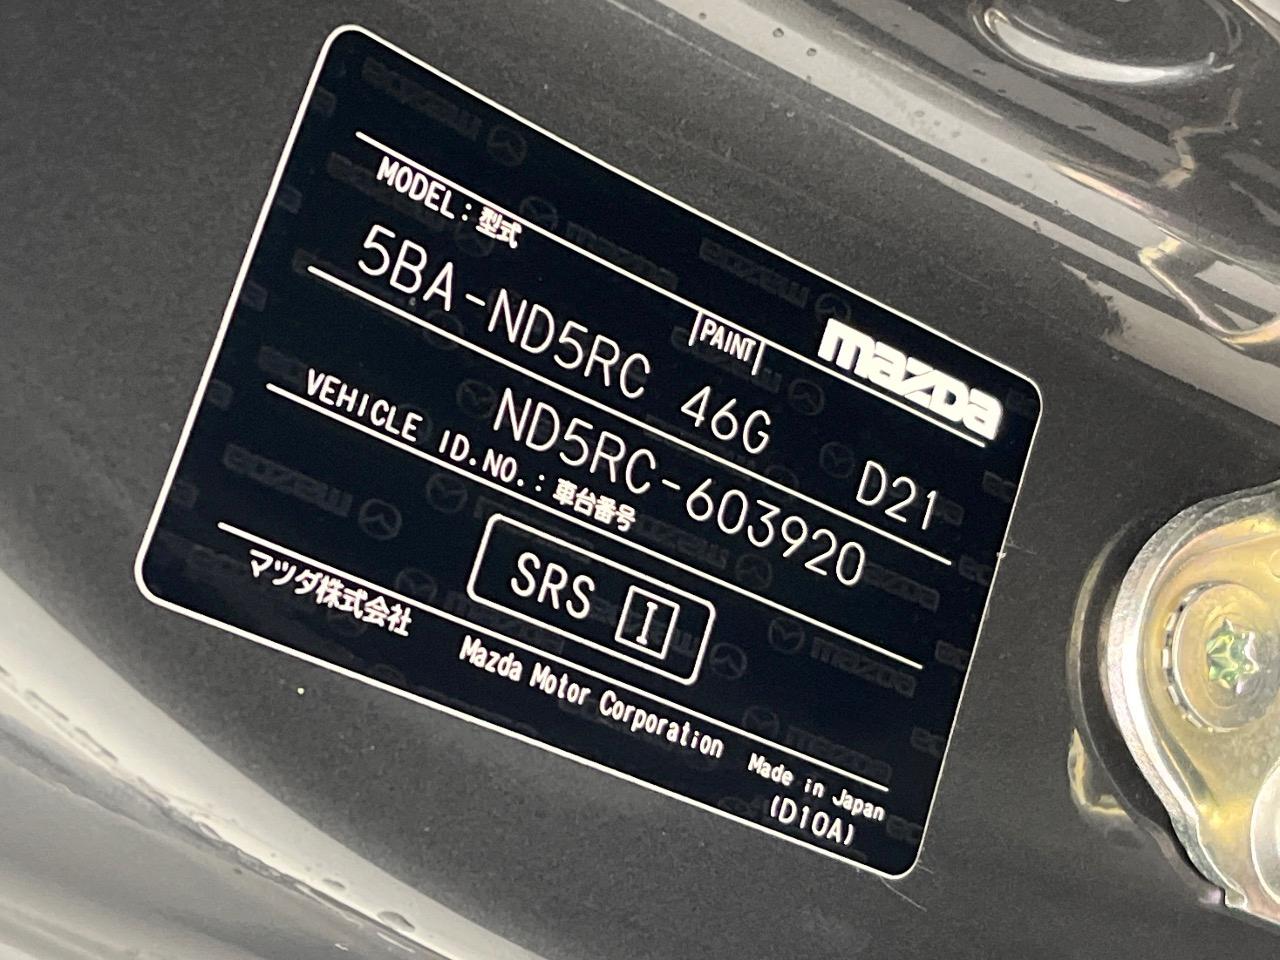 mazda
MODEL:型式
PAINT
5BA-ND5RC 46G D21
ND5RC-603920
VEHICLE ID.NO.:車台番号
SRS I
マツダ株式会社 Mazda Motor Corporation Made in Japan
(D10A)